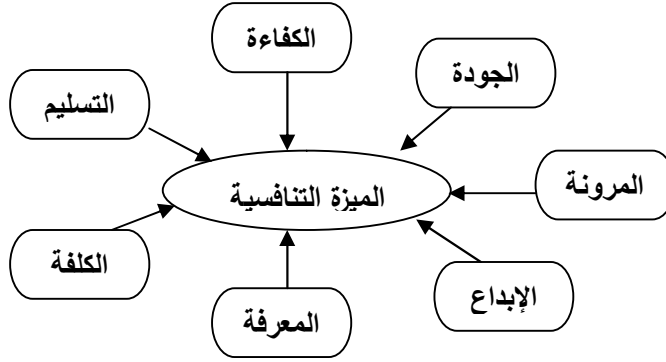 الكفاءة
الجودة
التسليم
المرونة
الميزة التنافسية
الكلفة
الإبداع
المعرفة